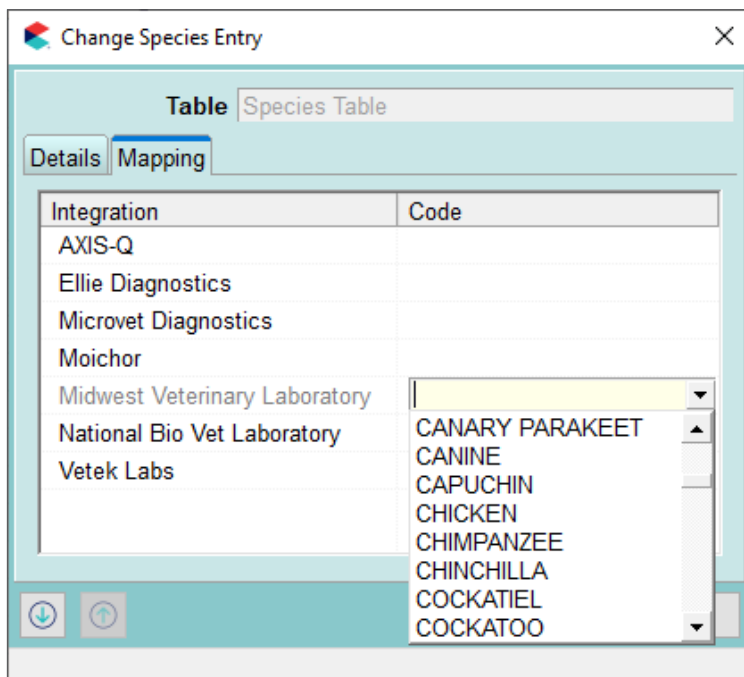 Change Species Entry
Table Species Table
Details Mapping
Integration Code
AXIS-Q
Ellie Diagnostics
Microvet Diagnostics
Moichor
Midwest Veterinary Laboratory
National Bio Vet Laboratory
Vetek Labs
CANARY PARAKEET
CANINE
CAPUCHIN
CHICKEN
CHIMPANZEE
CHINCHILLA
COCKATIEL
COCKATOO